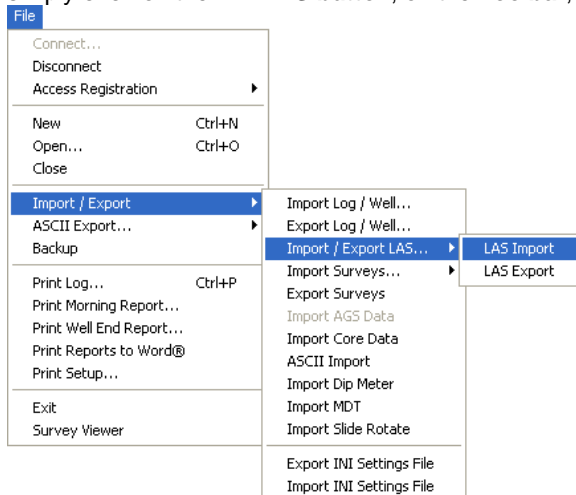 File
Connect...
Disconnect
Access Registration
New Ctrl+N
Open... Ctrl+O
Close
Import / Export
ASCII Export...
Backup
Print Log... Ctrl+P
Print Morning Report...
Print Well End Report...
Print Reports to Word®
Print Setup...
Exit
Survey Viewer
Import Log / Well...
Export Log / Well...
Import / Export LAS...
Import Surveys...
Export Surveys
Import AGS Data
Import Core Data
ASCII Import
Import Dip Meter
Import MDT
Import Slide Rotate
Export INI Settings File
Import INI Settings File
LAS Import
LAS Export